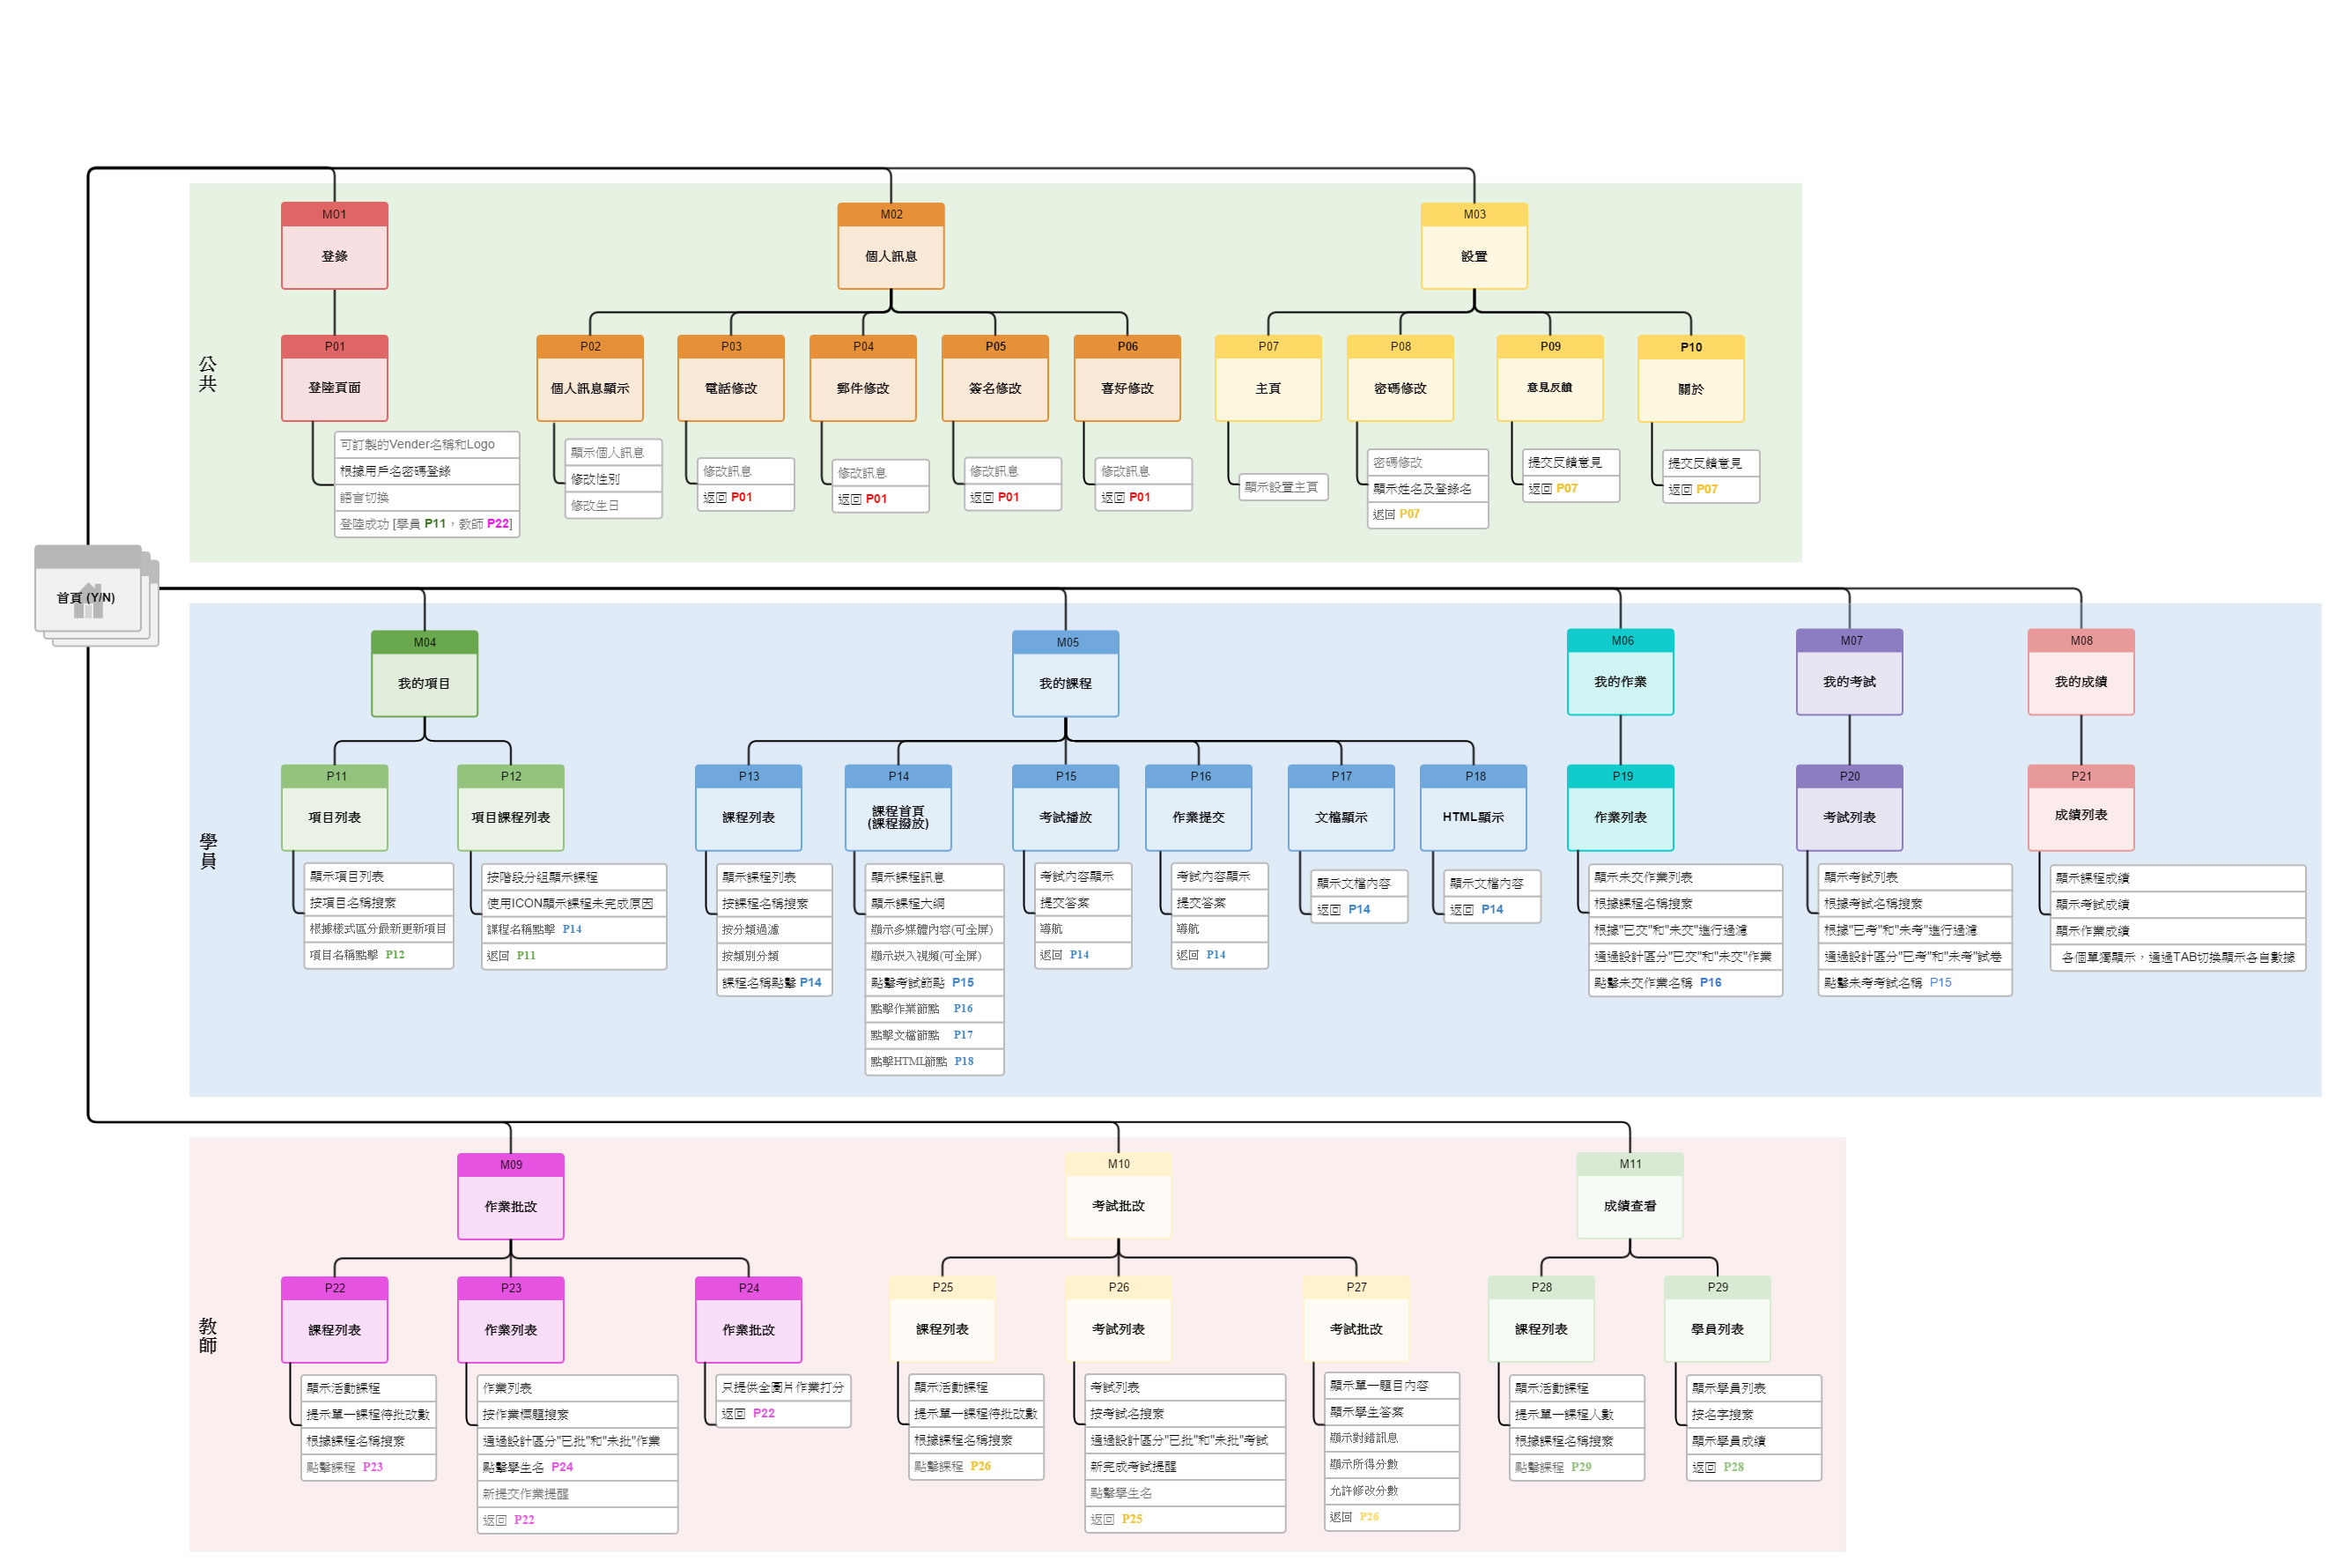 公共
M01
登錄
M02
個人訊息
M03
設置
P01
登陸頁面
可訂製的Vender名稱和Logo
根據用戶名密碼登錄
語言切換
登陸成功 [學員 P11，教師 P22]
P02
個人訊息顯示
顯示個人訊息
修改性別
修改生日
P03
電話修改
修改訊息
返回 P01
P04
郵件修改
修改訊息
返回 P01
P05
簽名修改
修改訊息
返回 P01
P06
喜好修改
修改訊息
返回 P01
P07
主頁
顯示設置主頁
P08
密碼修改
密碼修改
顯示姓名及登錄名
返回 P07
P09
意見反饋
提交反饋意見
返回 P07
P10
關於
提交反饋意見
返回 P07
首頁 (Y/N)
學員
M04
我的項目
M05
我的課程
M06
我的作業
M07
我的考試
M08
我的成績
P11
項目列表
顯示項目列表
按項目名稱搜索
根據樣式區分最新更新項目
項目名稱點擊 P12
P12
項目課程列表
按階段分組顯示課程
使用ICON顯示課程未完成原因
課程名稱點擊 P14
返回 P11
P13
課程列表
顯示課程列表
按課程名稱搜索
按分類過濾
按類別分類
課程名稱點擊 P14
P14
課程首頁
(課程撥放)
顯示課程訊息
顯示課程大綱
顯示多媒體內容(可全屏)
顯示崁入視頻(可全屏)
點擊考試節點 P15
點擊作業節點 P16
點擊文檔節點 P17
點擊HTML節點 P18
P15
考試播放
考試內容顯示
提交答案
導航
返回 P14
P16
作業提交
考試內容顯示
提交答案
導航
返回 P14
P17
文檔顯示
顯示文檔內容
返回 P14
P18
HTML顯示
顯示文檔內容
返回 P14
P19
作業列表
顯示未交作業列表
根據課程名稱搜索
根據"已交"和"未交"進行過濾
通過設計區分"已交"和"未交"作業
點擊未交作業名稱 P16
P20
考試列表
顯示考試列表
根據考試名稱搜索
根據"已考"和"未考"進行過濾
通過設計區分"已考"和"未考"試卷
點擊未考考試名稱 P15
P21
成績列表
顯示課程成績
顯示考試成績
顯示作業成績
各個單獨顯示，通過TAB切換顯示各自數據
教師
M09
作業批改
M10
考試批改
M11
成績查看
P22
課程列表
顯示活動課程
提示單一課程待批改數
根據課程名稱搜索
點擊課程 P23
P23
作業列表
作業列表
按作業標題搜索
通過設計區分"已批"和"未批"作業
點擊學生名 P24
新提交作業提醒
返回 P22
P24
作業批改
只提供全圖片作業打分
返回 P22
P25
課程列表
顯示活動課程
提示單一課程待批改數
根據課程名稱搜索
點擊課程 P26
P26
考試列表
考試列表
按考試名搜索
通過設計區分"已批"和"未批"考試
新完成考試提醒
點擊學生名
返回 P25
P27
考試批改
顯示單一題目內容
顯示學生答案
顯示對錯訊息
顯示所得分數
允許修改分數
返回 P26
P28
課程列表
顯示活動課程
提示單一課程人數
根據課程名稱搜索
點擊課程 P29
P29
學員列表
顯示學員列表
按名字搜索
顯示學員成績
返回 P28